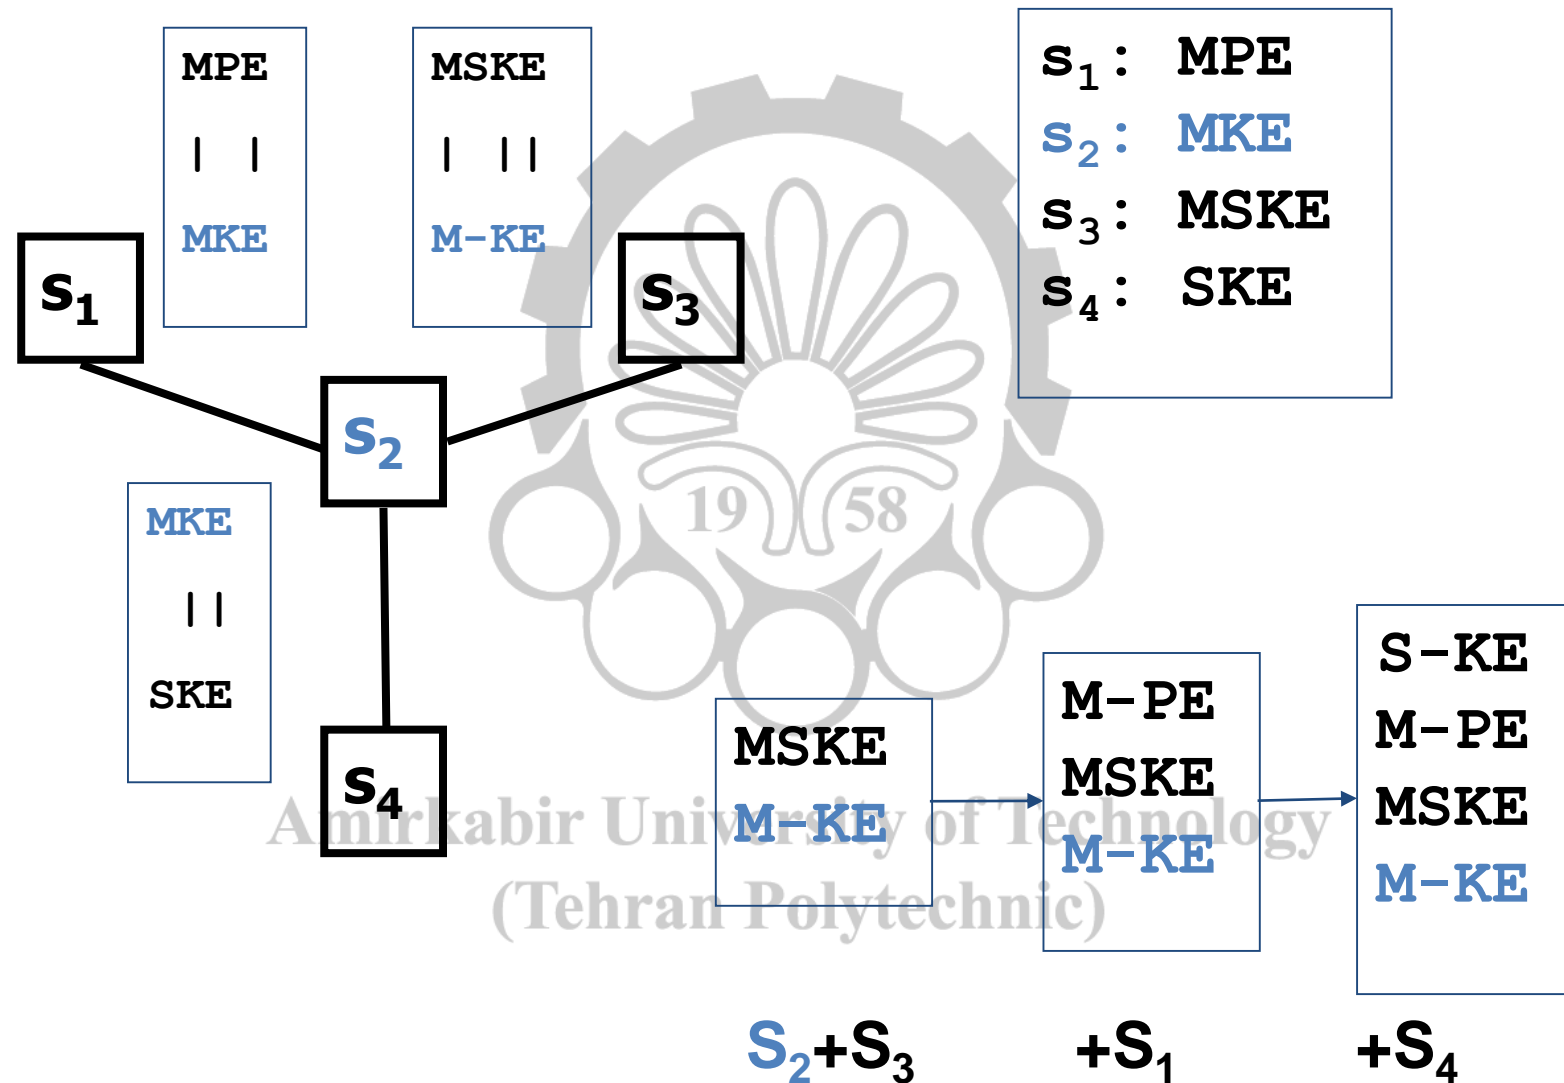 MPE
| |
MKE
MSKE
| ||
M-KE
s₁: MPE
s₂: MKE
s₃: MSKE
s₄: SKE
s₁
s₃
s₂
MKE
||
SKE
s₄
19 58
MSKE
M-KE
M-PE
MSKE
M-KE
S-KE
M-PE
MSKE
M-KE
Amirkabir University of Technology
(Tehran Polytechnic)
S₂+S₃
+S₁
+S₄